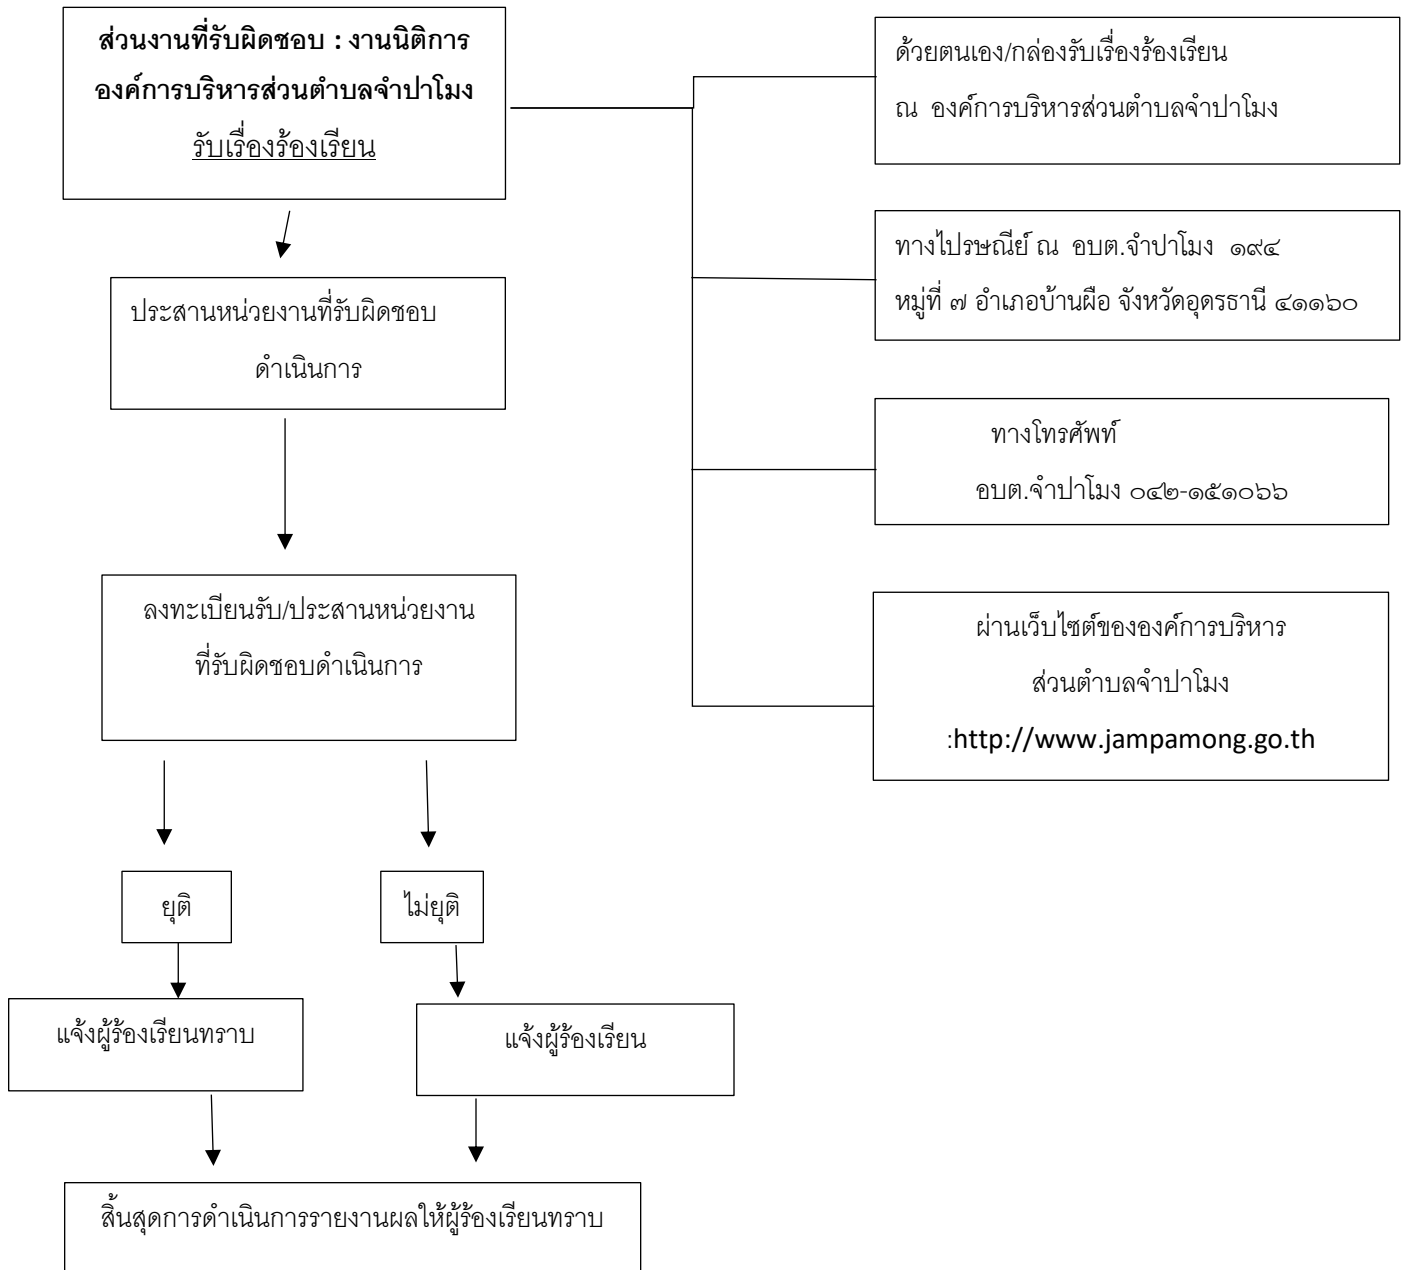 ส่วนงานที่รับผิดชอบ : งานนิติการ
องค์การบริหารส่วนตำบลจำปาโมง
รับเรื่องร้องเรียน
ด้วยตนเอง/กล่องรับเรื่องร้องเรียน
ณ องค์การบริหารส่วนตำบลจำปาโมง
ทางไปรษณีย์ ณ อบต.จำปาโมง ๑๙๔
หมู่ที่ ๗ อำเภอบ้านผือ จังหวัดอุดรธานี ๔๑๑๖๐
ทางโทรศัพท์
อบต.จำปาโมง ๐๔๒-๑๕๑๐๖๖
ผ่านเว็บไซต์ขององค์การบริหาร
ส่วนตำบลจำปาโมง
:http://www.jampamong.go.th
ประสานหน่วยงานที่รับผิดชอบ
ดำเนินการ
ลงทะเบียนรับ/ประสานหน่วยงาน
ที่รับผิดชอบดำเนินการ
ยุติ
ไม่ยุติ
แจ้งผู้ร้องเรียนทราบ
แจ้งผู้ร้องเรียน
สิ้นสุดการดำเนินการรายงานผลให้ผู้ร้องเรียนทราบ